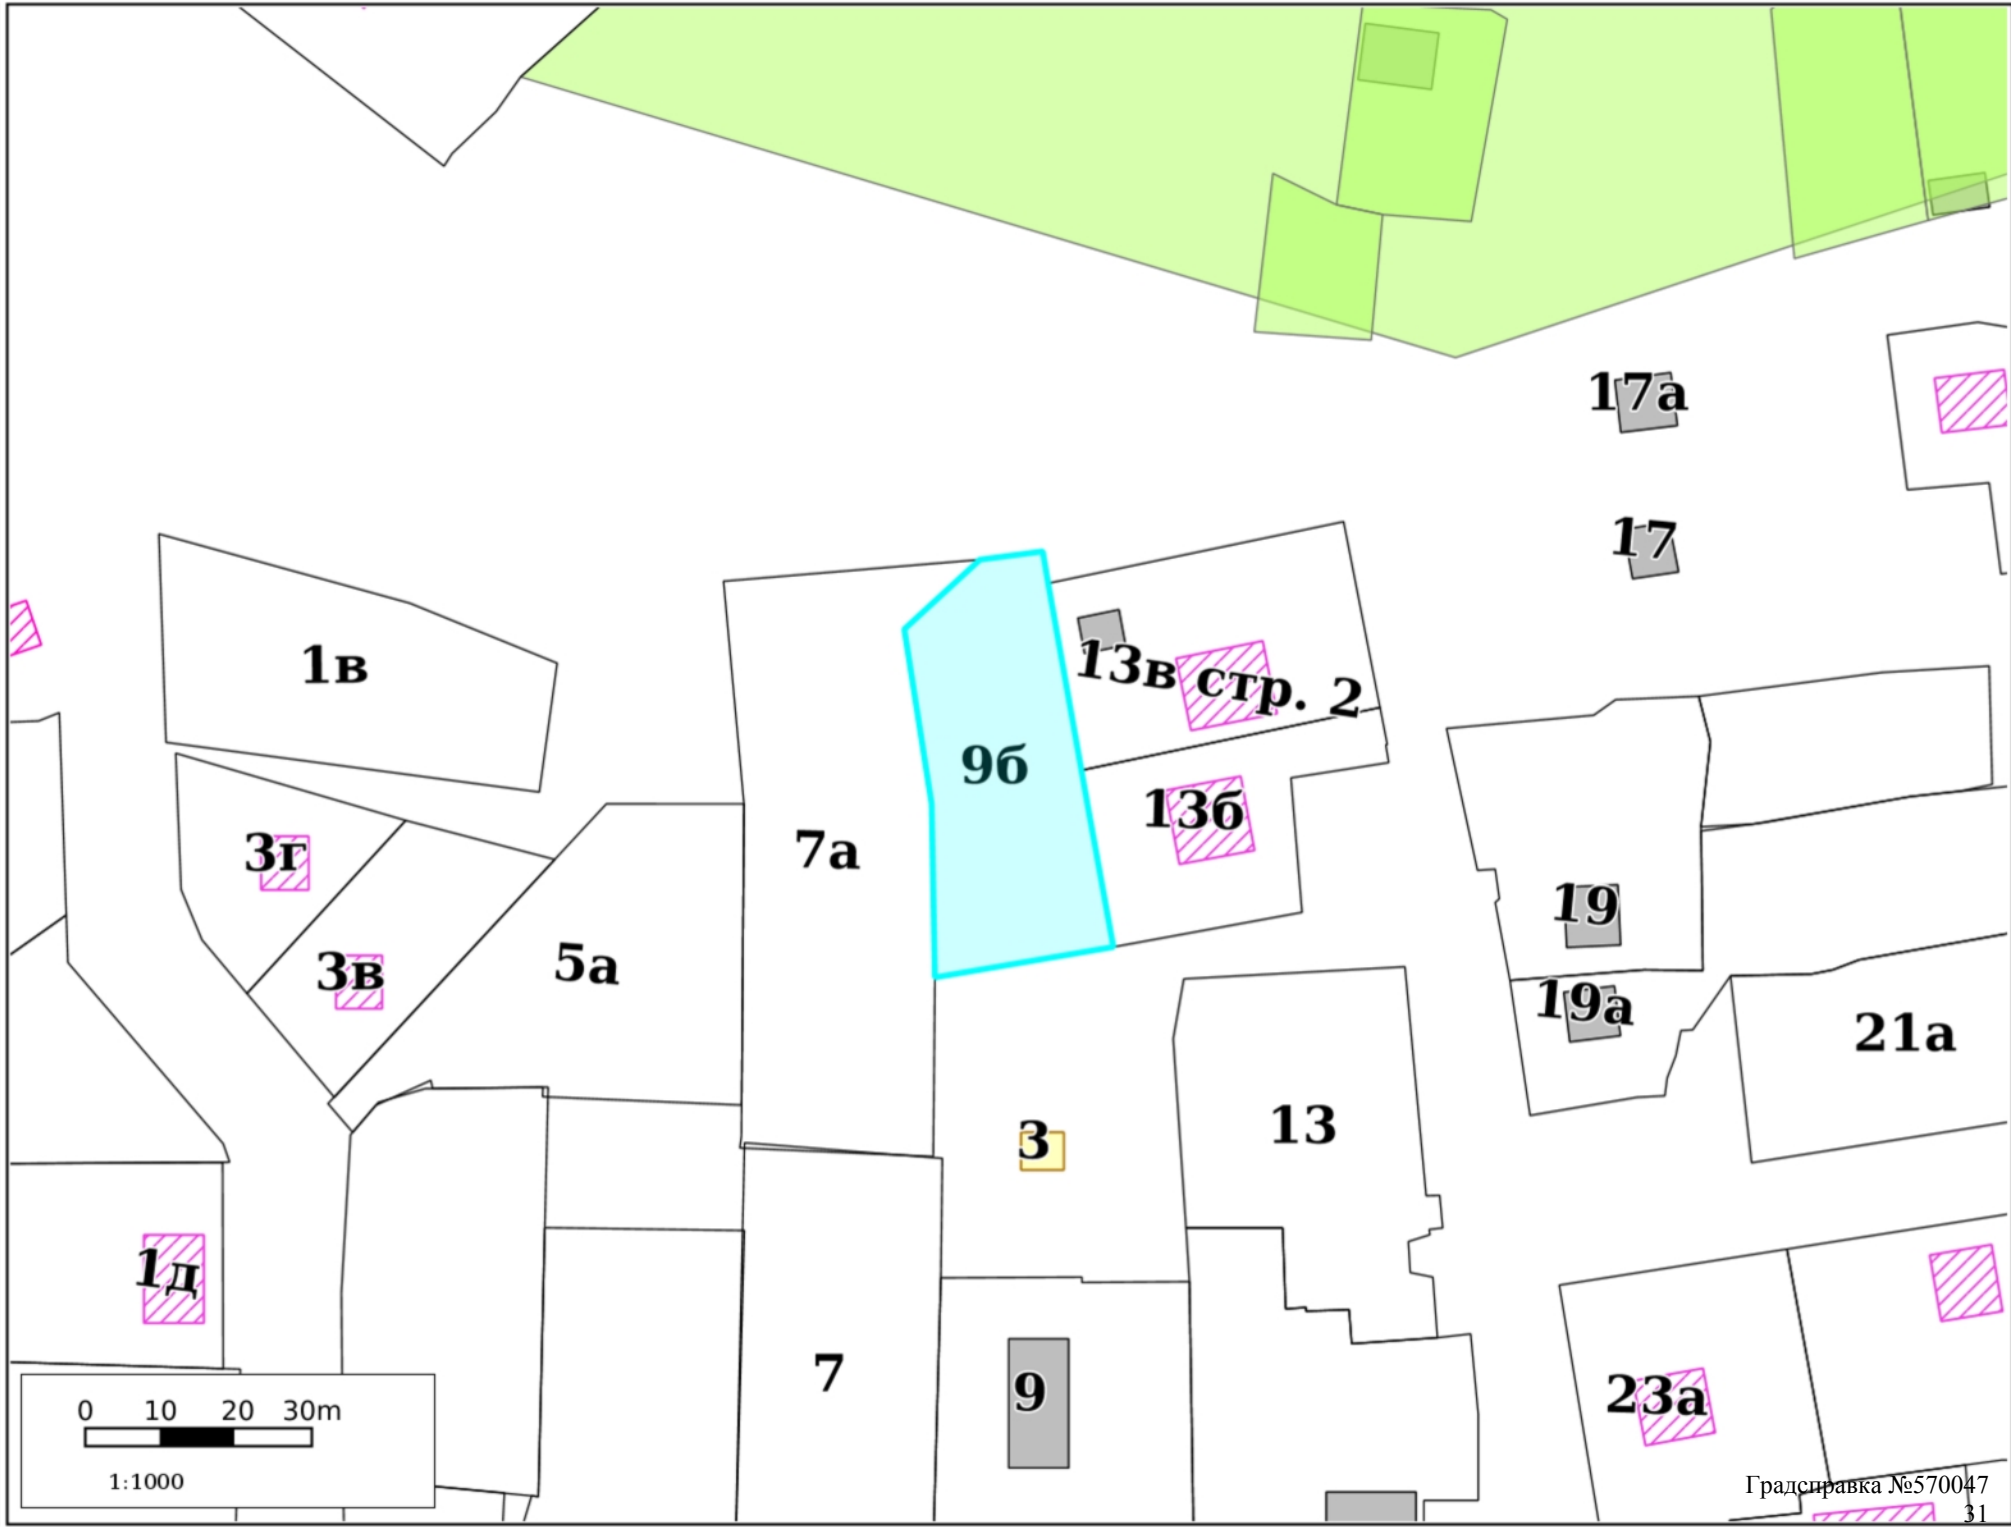 17а
17
1в
13в стр. 2
9б
13б
3г
7а
3в
5а
19
19а
21а
3
13
1д
7
9
23а
0 10 20 30m
1:1000
Градсправка №570047
31